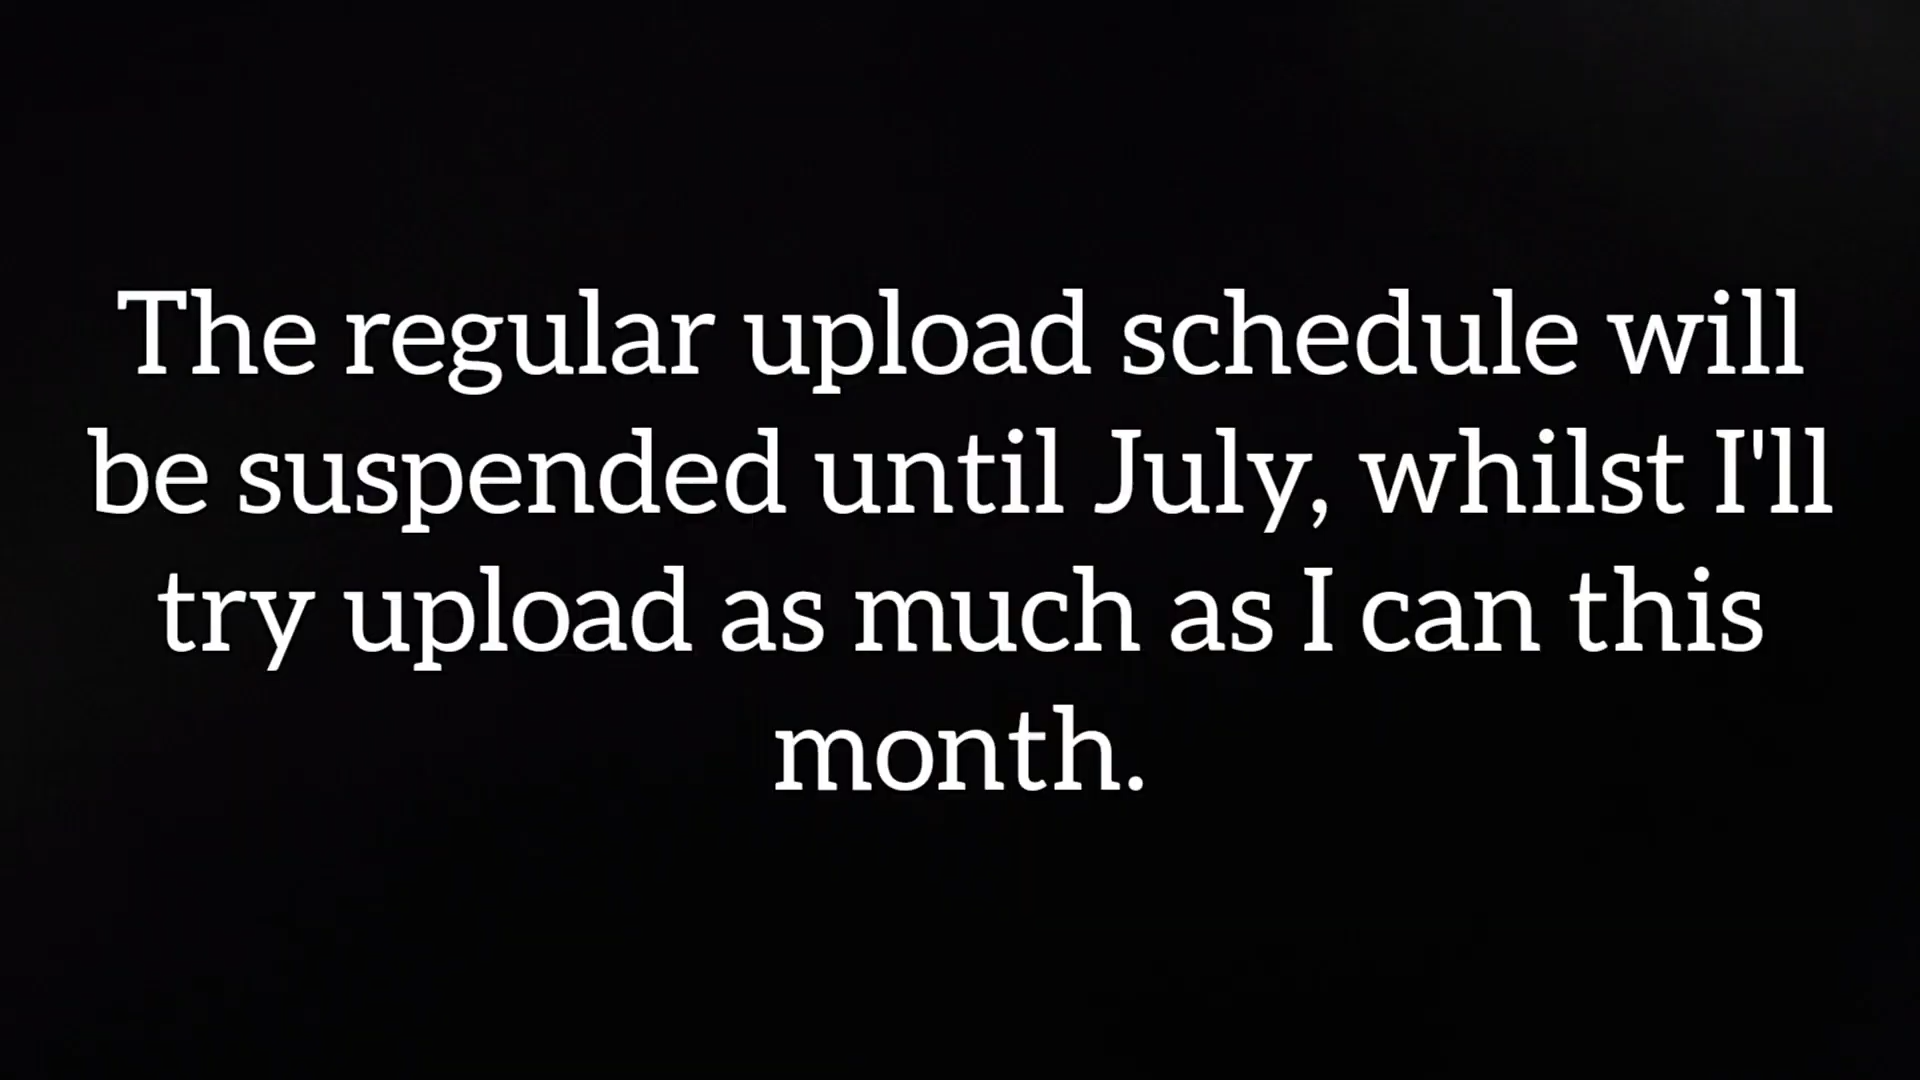 The regular upload schedule will
be suspended until July, whilst I'll
try upload as much as I can this
month.